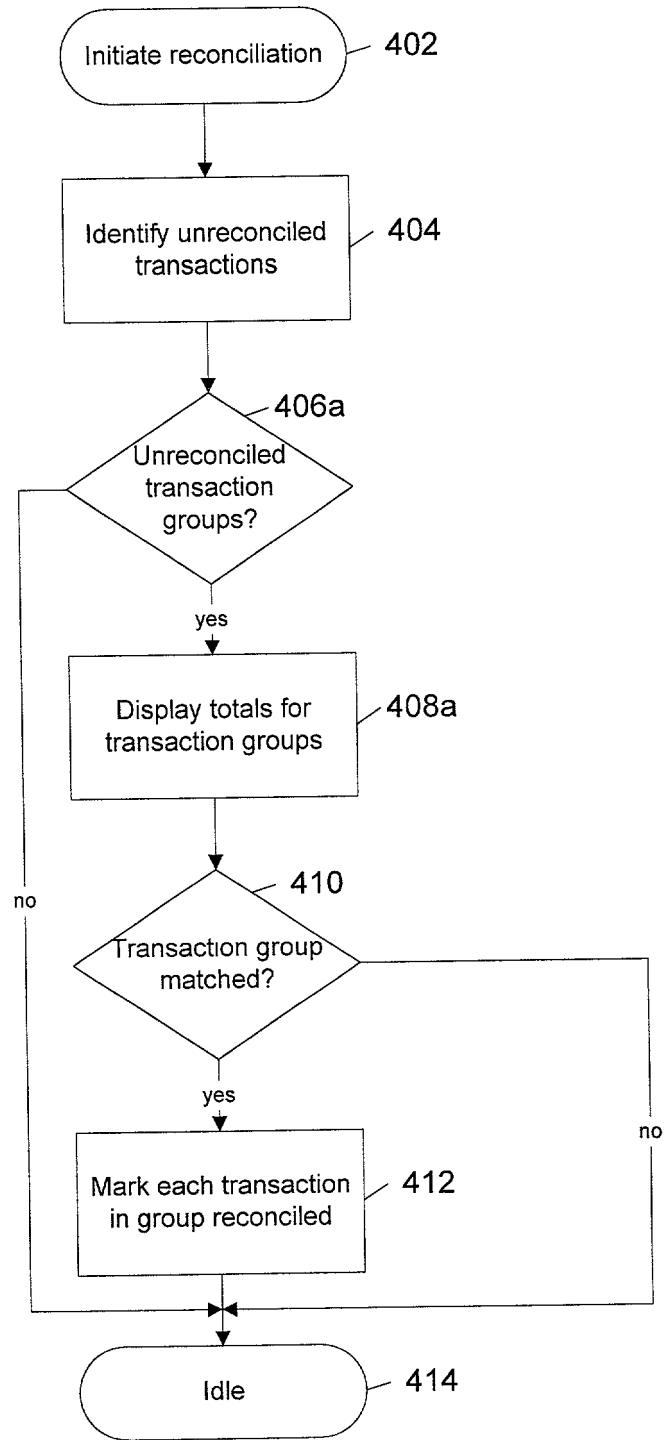 Initiate reconciliation
402
Identify unreconciled
transactions
404
406a
Unreconciled
transaction
groups?
yes
Display totals for
transaction groups
408a
no
410
Transaction group
matched?
yes
no
Mark each transaction
in group reconciled
412
Idle
414